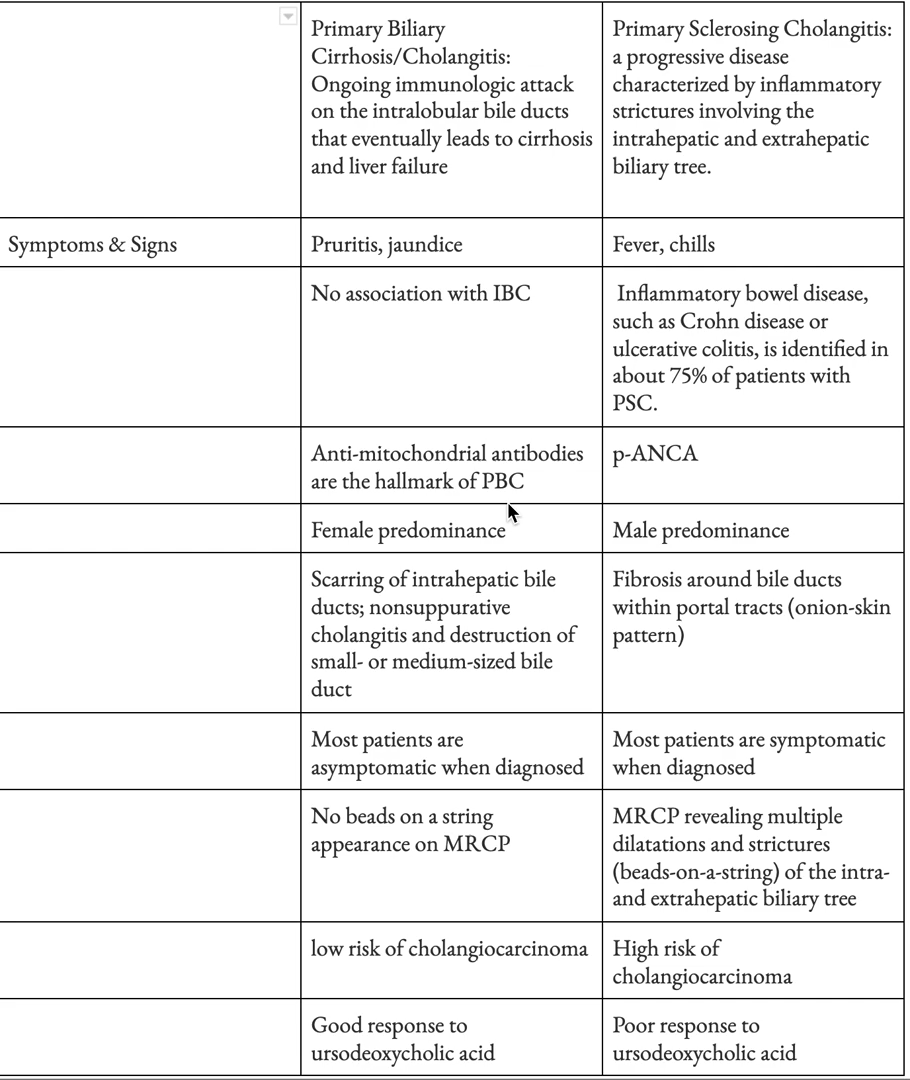 Primary Biliary
Cirrhosis/Cholangitis:
Ongoing immunologic attack
on the intralobular bile ducts
that eventually leads to cirrhosis
and liver failure
Primary Sclerosing Cholangitis:
a progressive disease
characterized by inflammatory
strictures involving the
intrahepatic and extrahepatic
biliary tree.
Symptoms & Signs
Pruritis, jaundice
Fever, chills
No association with IBC
Inflammatory bowel disease,
such as Crohn disease or
ulcerative colitis, is identified in
about 75% of patients with
PSC.
Anti-mitochondrial antibodies
are the hallmark of PBC
p-ANCA
Female predominance
Male predominance
Scarring of intrahepatic bile
ducts; nonsuppurative
cholangitis and destruction of
small- or medium-sized bile
duct
Fibrosis around bile ducts
within portal tracts (onion-skin
pattern)
Most patients are
asymptomatic when diagnosed
Most patients are symptomatic
when diagnosed
No beads on a string
appearance on MRCP
MRCP revealing multiple
dilatations and strictures
(beads-on-a-string) of the intra-
and extrahepatic biliary tree
low risk of cholangiocarcinoma
High risk of
cholangiocarcinoma
Good response to
ursodeoxycholic acid
Poor response to
ursodeoxycholic acid